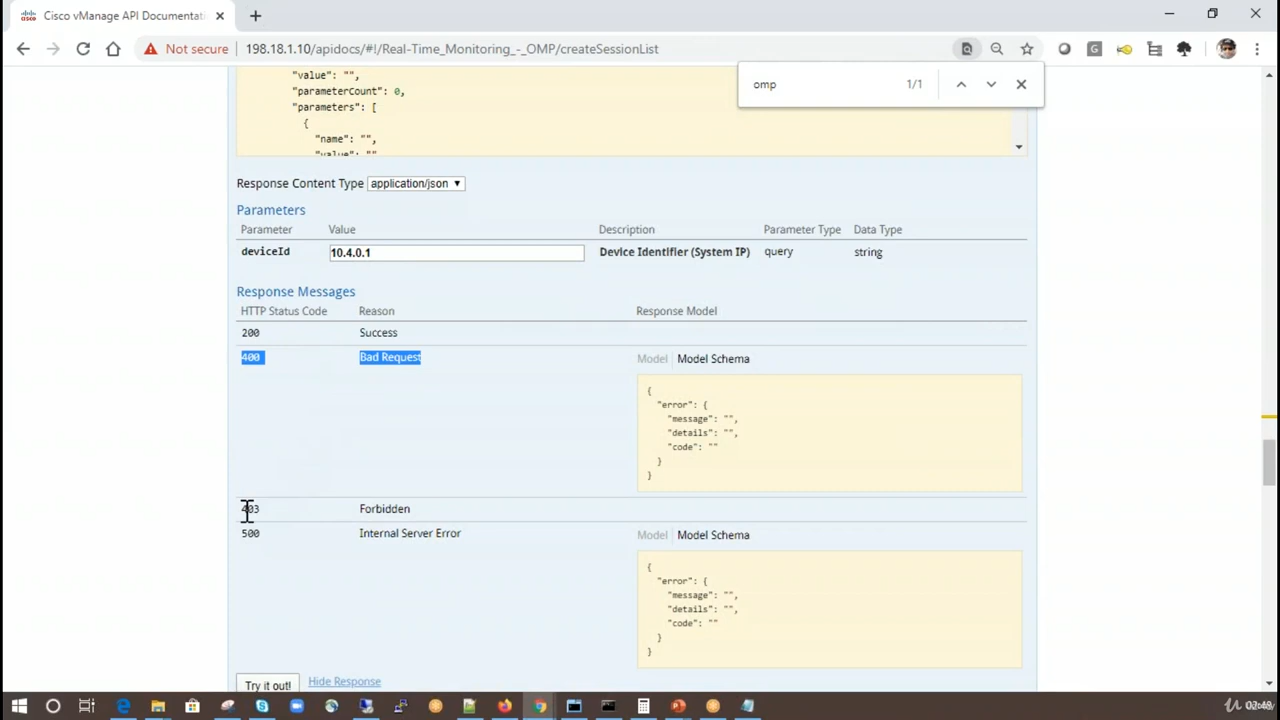 Cisco vManage API Documentati
Not secure 198.18.1.10/apidocs/#!/Real-Time_Monitoring_-_OMP/createSessionList
omp 1/1
"value": "",
"parameterCount": 0,
"parameters": [
{
"name": "",
"value": ""
Response Content Type application/json
Parameters
Parameter Value Description Parameter Type Data Type
deviceId 10.4.0.1 Device Identifier (System IP) query string
Response Messages
HTTP Status Code Reason Response Model
200 Success
400 Bad Request Model Model Schema
{
"error": {
"message": "",
"details": "",
"code": ""
}
}
403 Forbidden
500 Internal Server Error Model Model Schema
{
"error": {
"message": "",
"details": "",
"code": ""
}
}
Try it out! Hide Response